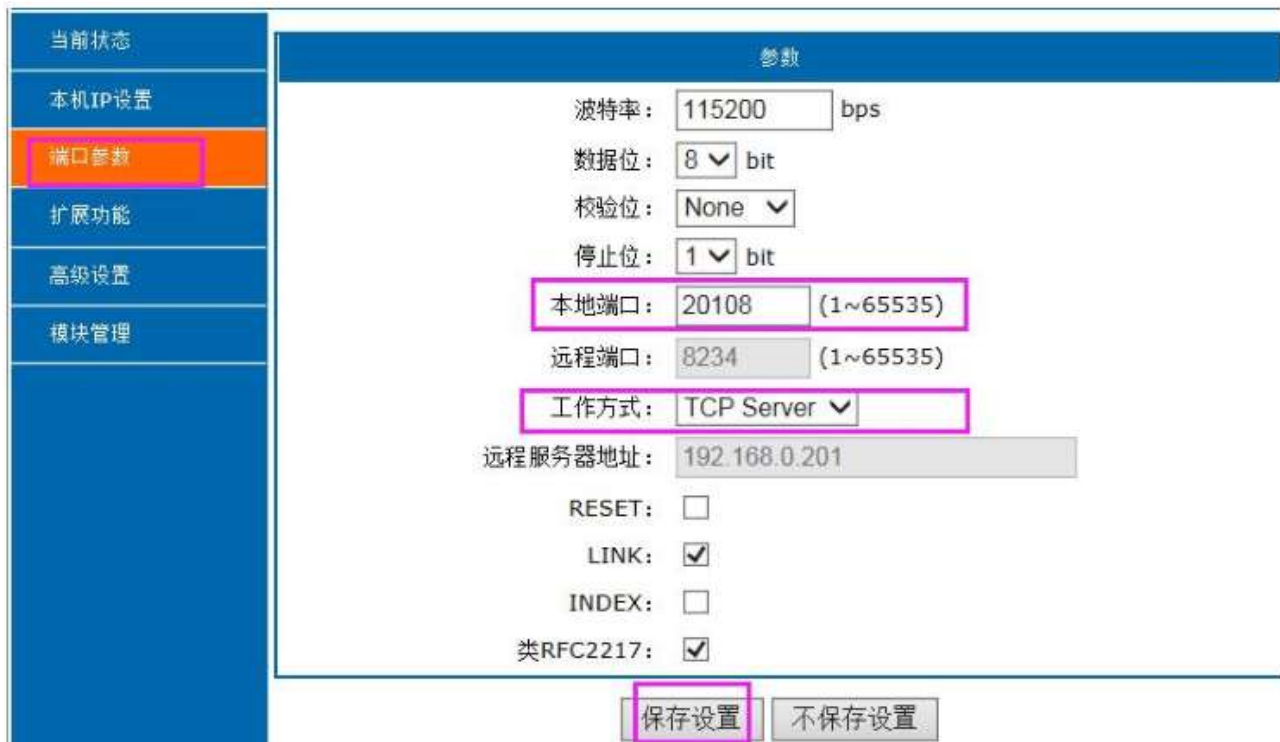 当前状态
本机IP设置
端口参数
扩展功能
高级设置
模块管理
参数
波特率： 115200 bps
数据位： 8 bit
校验位： None
停止位： 1 bit
本地端口： 20108 (1~65535)
远程端口： 8234 (1~65535)
工作方式： TCP Server
远程服务器地址： 192.168.0.201
RESET：
LINK：
INDEX：
类RFC2217：
保存设置 不保存设置